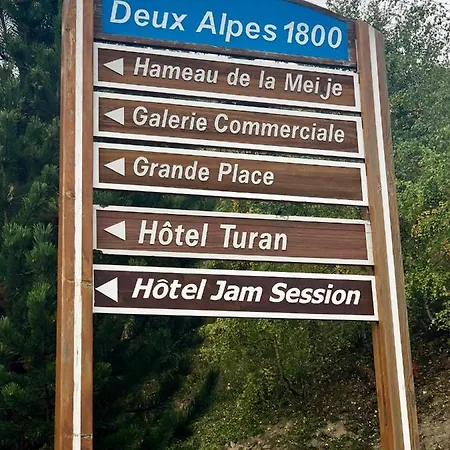 Deux Alpes 1800
Hameau de la Meije
Galerie Commerciale
Grande Place
Hôtel Turan
Hôtel Jam Session